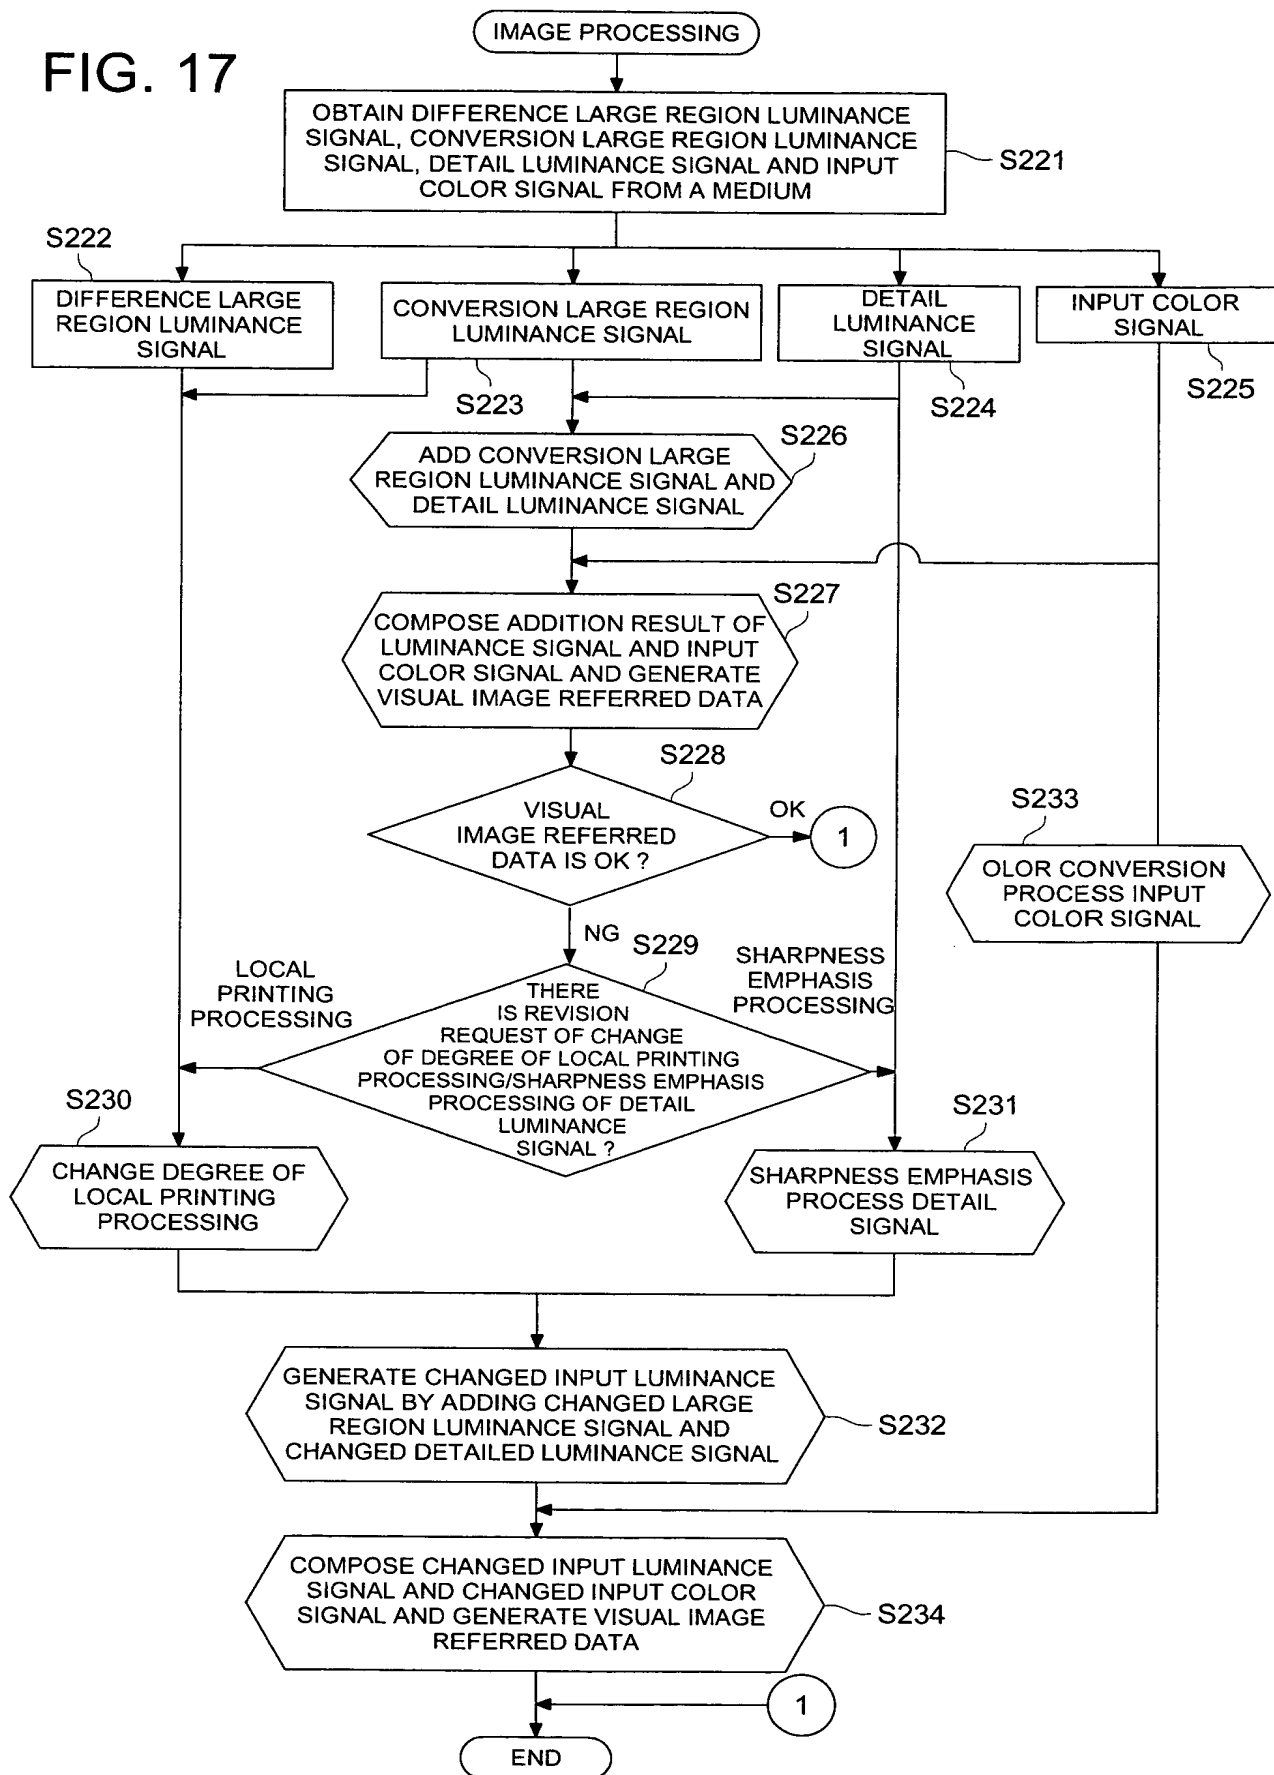 FIG. 17
IMAGE PROCESSING
OBTAIN DIFFERENCE LARGE REGION LUMINANCE
SIGNAL, CONVERSION LARGE REGION LUMINANCE
SIGNAL, DETAIL LUMINANCE SIGNAL AND INPUT
COLOR SIGNAL FROM A MEDIUM
S221
S222
DIFFERENCE LARGE
REGION LUMINANCE
SIGNAL
CONVERSION LARGE REGION
LUMINANCE SIGNAL
S223
DETAIL
LUMINANCE
SIGNAL
S224
INPUT COLOR
SIGNAL
S225
ADD CONVERSION LARGE
REGION LUMINANCE SIGNAL AND
DETAIL LUMINANCE SIGNAL
S226
COMPOSE ADDITION RESULT OF
LUMINANCE SIGNAL AND INPUT
COLOR SIGNAL AND GENERATE
VISUAL IMAGE REFERRED DATA
S227
VISUAL
IMAGE REFERRED
DATA IS OK ?
S228
OK
1
NG
S233
OLOR CONVERSION
PROCESS INPUT
COLOR SIGNAL
S229
THERE
IS REVISION
REQUEST OF CHANGE
OF DEGREE OF LOCAL PRINTING
PROCESSING/SHARPNESS EMPHASIS
PROCESSING OF DETAIL
LUMINANCE
SIGNAL ?
LOCAL
PRINTING
PROCESSING
SHARPNESS
EMPHASIS
PROCESSING
S230
CHANGE DEGREE OF
LOCAL PRINTING
PROCESSING
S231
SHARPNESS EMPHASIS
PROCESS DETAIL
SIGNAL
GENERATE CHANGED INPUT LUMINANCE
SIGNAL BY ADDING CHANGED LARGE
REGION LUMINANCE SIGNAL AND
CHANGED DETAILED LUMINANCE SIGNAL
S232
COMPOSE CHANGED INPUT LUMINANCE
SIGNAL AND CHANGED INPUT COLOR
SIGNAL AND GENERATE VISUAL IMAGE
REFERRED DATA
S234
1
END